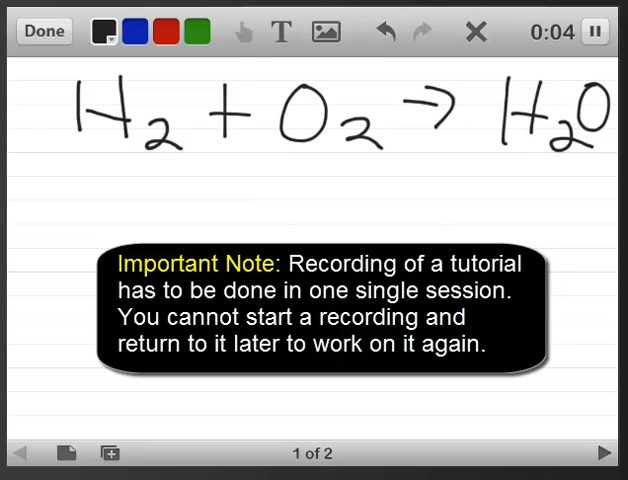 Done T 0:04
H₂ + O₂ → H₂O
Important Note: Recording of a tutorial
has to be done in one single session.
You cannot start a recording and
return to it later to work on it again.
1 of 2